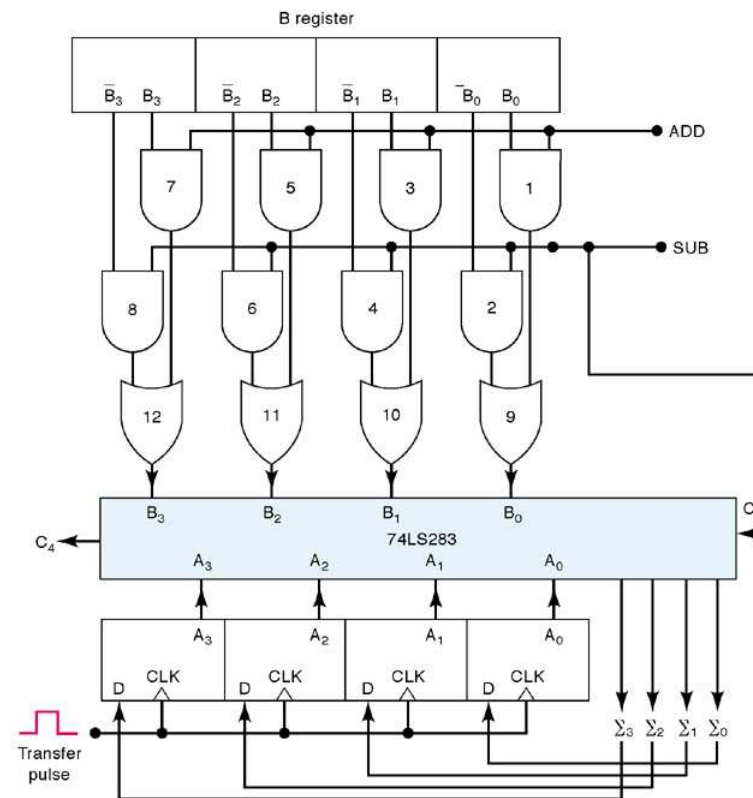 B register
B̅₃ B₃ B̅₂ B₂ B̅₁ B₁ B̅₀ B₀
ADD
7 5 3 1
SUB
8 6 4 2
12 11 10 9
B₃ B₂ B₁ B₀
C
C₄
74LS283
A₃ A₂ A₁ A₀
A₃ A₂ A₁ A₀
D CLK D CLK D CLK D CLK
Transfer
pulse
Σ₃ Σ₂ Σ₁ Σ₀